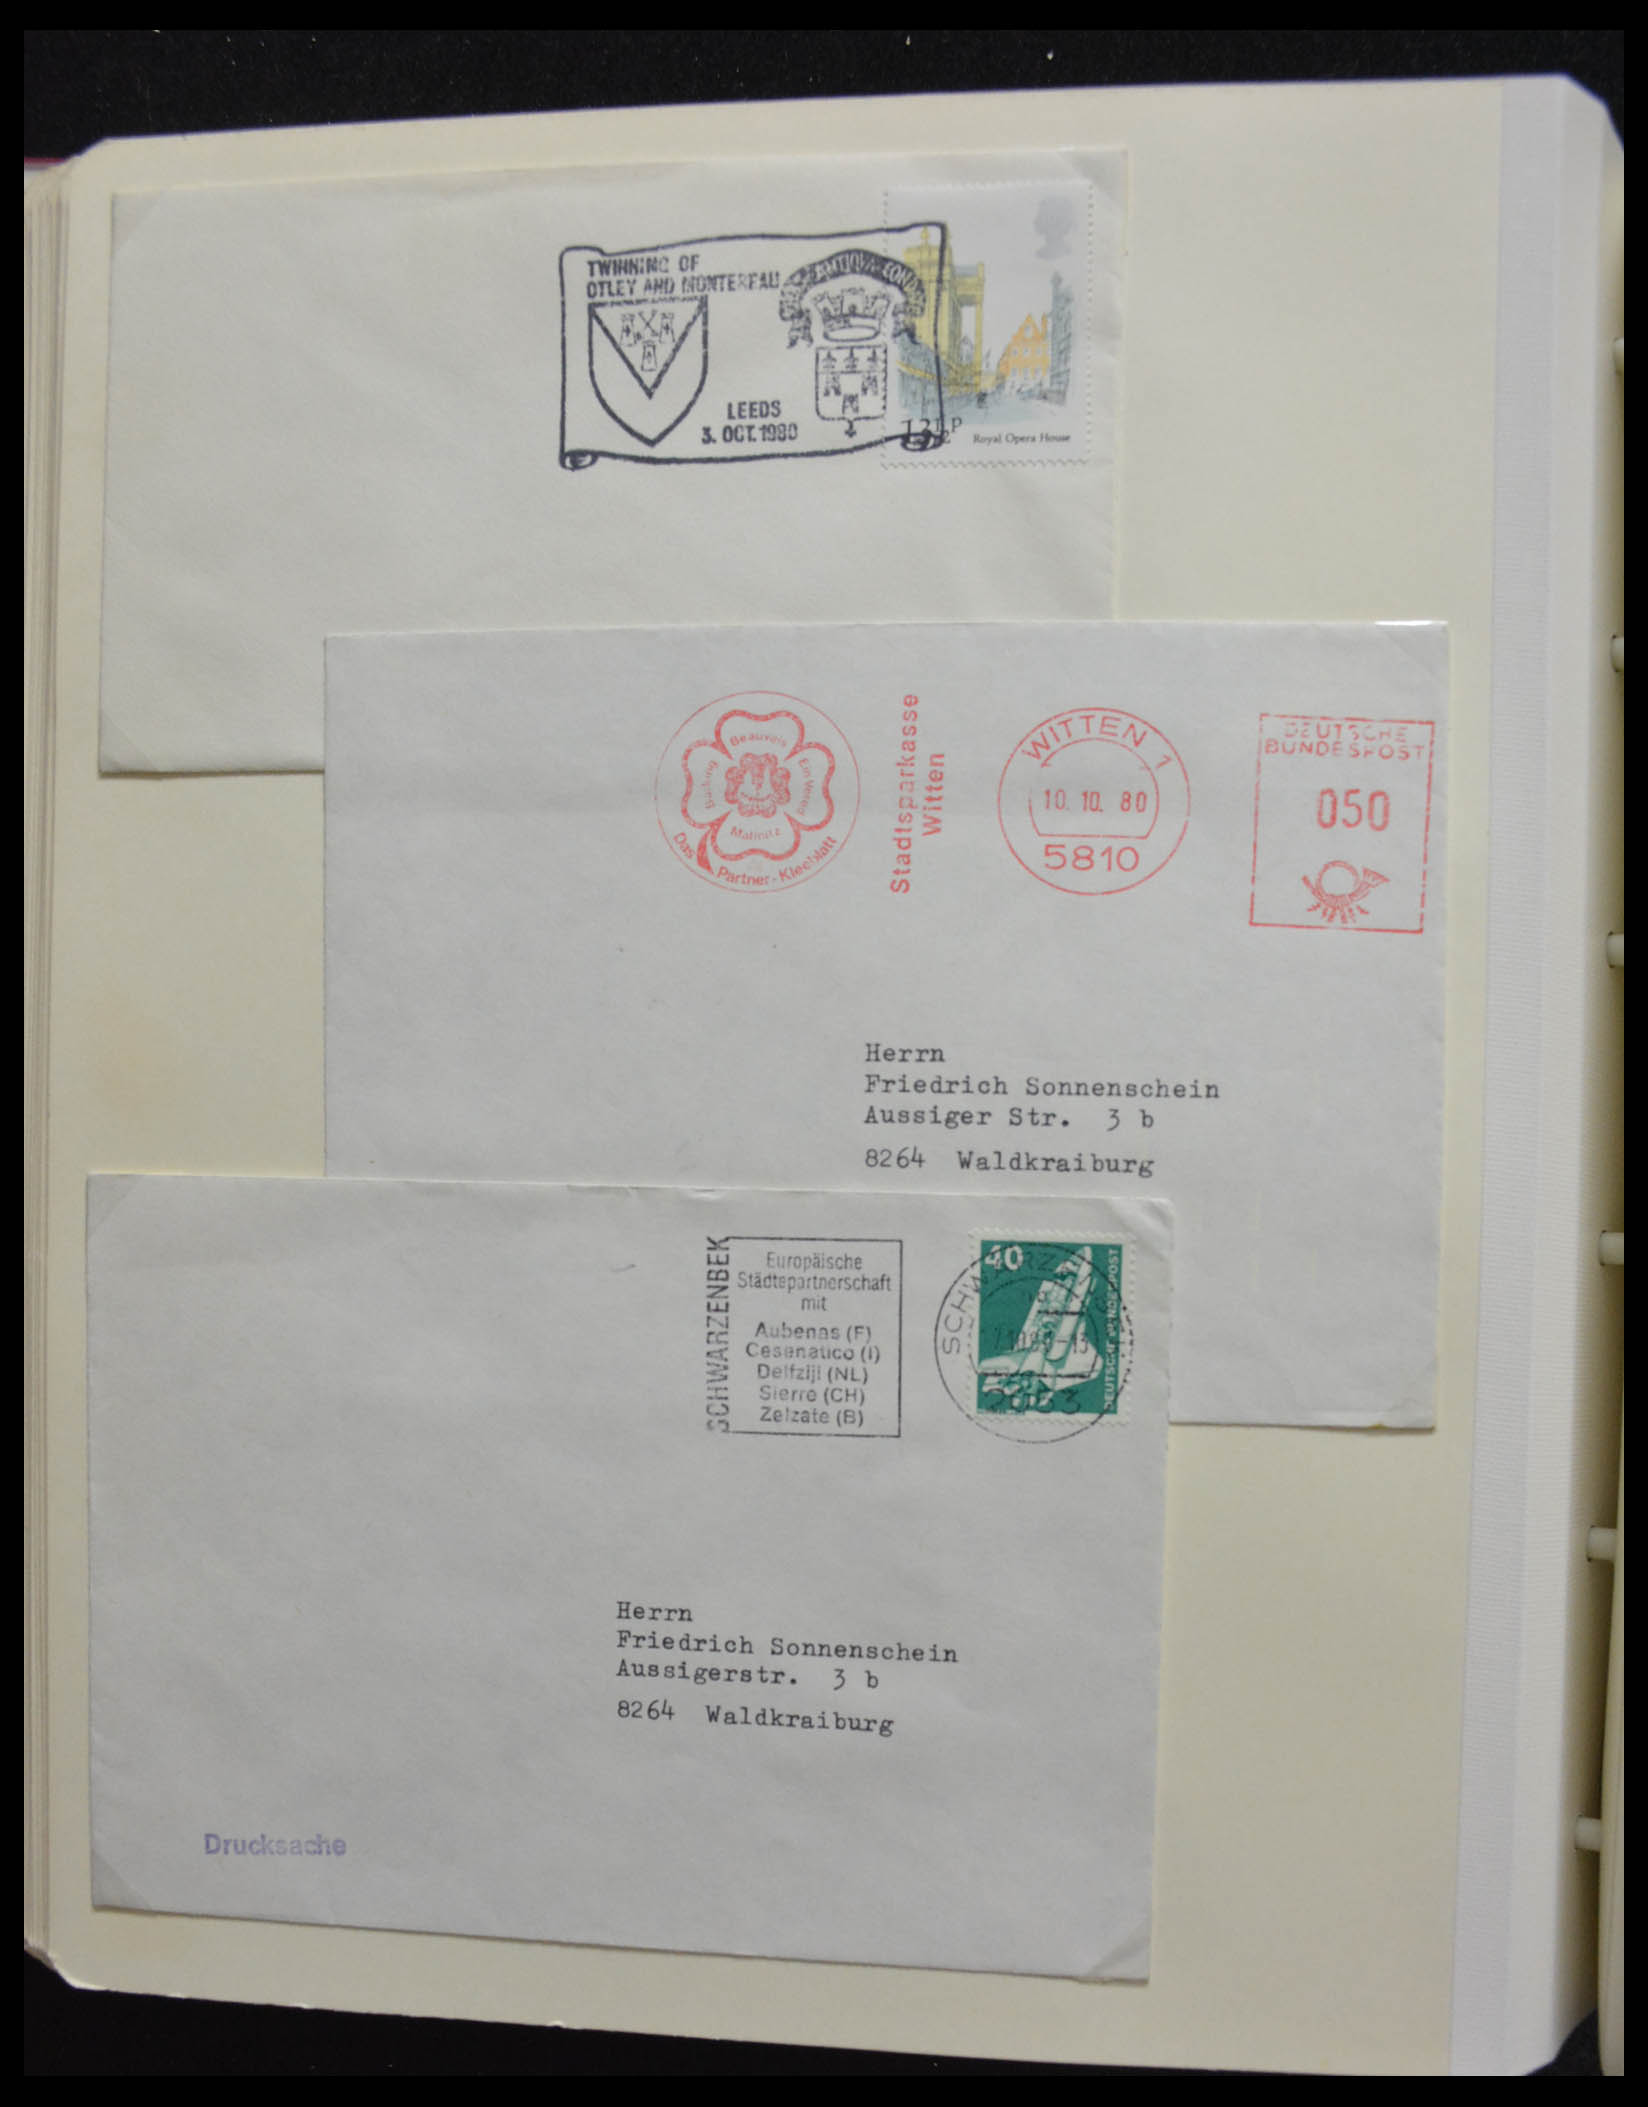 TWINNING OF
OTLEY AND MONTEREAU
LEEDS
3. OCT. 1980
Royal Opera House
Beauvais
Mallnitz
Das Partner-Kleeblatt
Stadtsparkasse
Witten
WITTEN 1
10. 10. 80
5810
DEUTSCHE
BUNDESPOST
050
Herrn
Friedrich Sonnenschein
Aussiger Str. 3 b
8264 Waldkraiburg
SCHWARZENBEK
Europäische
Städtepartnerschaft
mit
Aubenas (F)
Cesenatico (I)
Delfzijl (NL)
Sierre (CH)
Zelzate (B)
40
DEUTSCHE BUNDESPOST
2053
Herrn
Friedrich Sonnenschein
Aussigerstr. 3 b
8264 Waldkraiburg
Drucksache